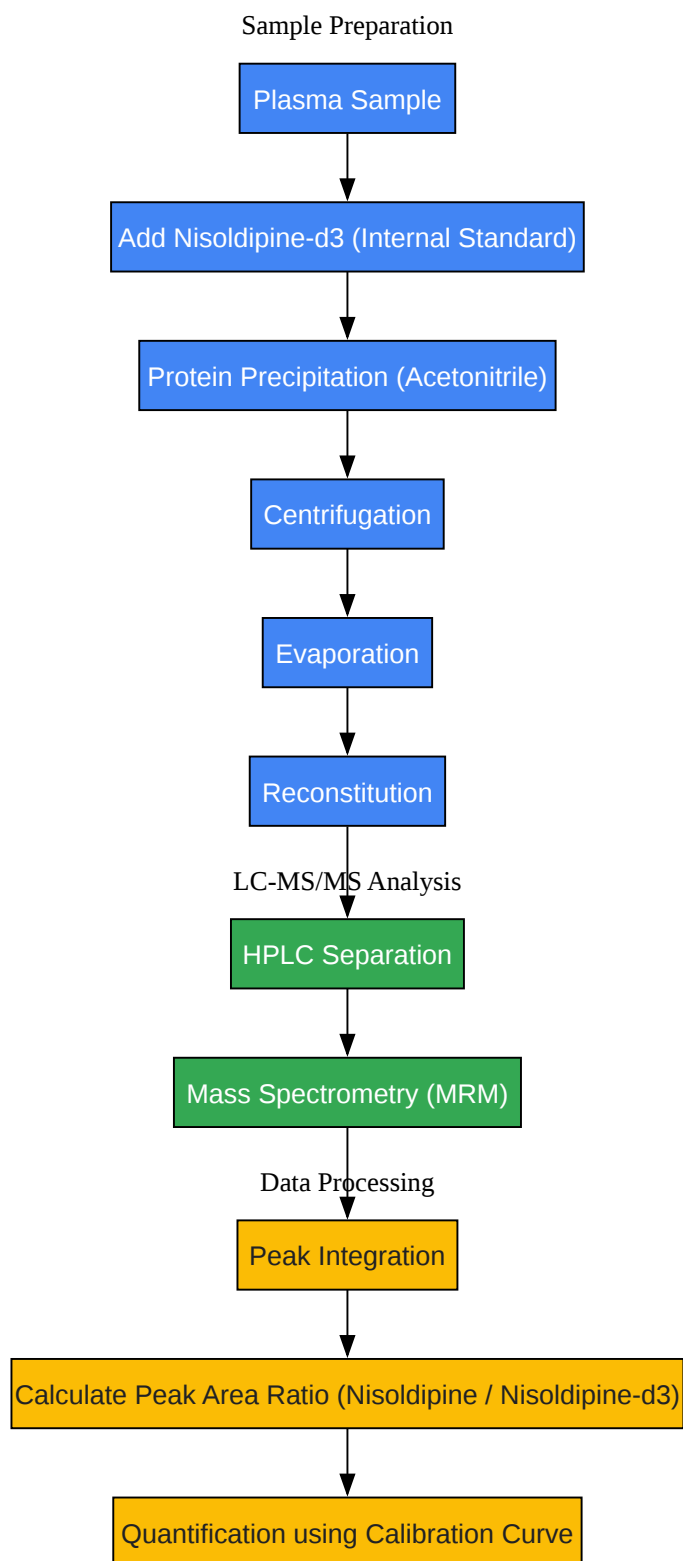 Sample Preparation
Plasma Sample
Add Nisoldipine-d3 (Internal Standard)
Protein Precipitation (Acetonitrile)
Centrifugation
Evaporation
Reconstitution
LC-MS/MS Analysis
HPLC Separation
Mass Spectrometry (MRM)
Data Processing
Peak Integration
Calculate Peak Area Ratio (Nisoldipine / Nisoldipine-d3)
Quantification using Calibration Curve